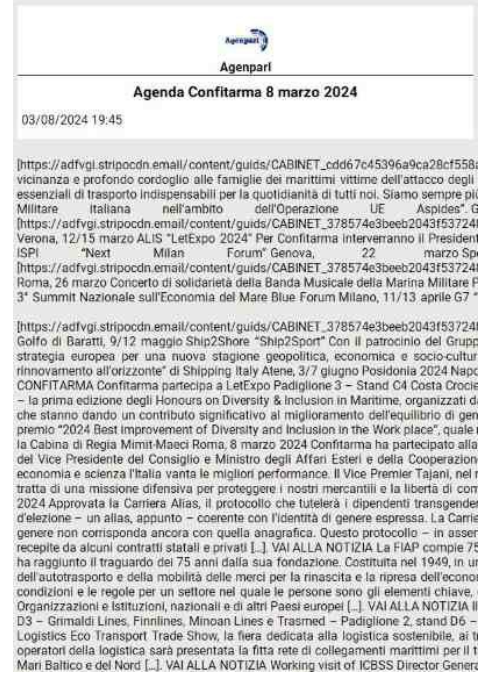 Agenparl
Agenparl
Agenda Confitarma 8 marzo 2024
03/08/2024 19:45
[https://adfvgi.stripocdn.email/content/guids/CABINET_cdd67c45396a9ca28cf558a
vicinanza e profondo cordoglio alle famiglie dei marittimi vittime dell'attacco degli
essenziali di trasporto indispensabili per la quotidianità di tutti noi. Siamo sempre più
Militare Italiana nell'ambito dell'Operazione UE Aspides". G
[https://adfvgi.stripocdn.email/content/guids/CABINET_378574e3beeb2043f537248
Verona, 12/15 marzo ALIS "LetExpo 2024" Per Confitarma interverranno il President
ISPI "Next Milan Forum" Genova, 22 marzo Spe
[https://adfvgi.stripocdn.email/content/guids/CABINET_378574e3beeb2043f537248
Roma, 26 marzo Concerto di solidarietà della Banda Musicale della Marina Militare P
3° Summit Nazionale sull'Economia del Mare Blue Forum Milano, 11/13 aprile G7 "
[https://adfvgi.stripocdn.email/content/guids/CABINET_378574e3beeb2043f537248
Golfo di Baratti, 9/12 maggio Ship2Shore "Ship2Sport" Con il patrocinio del Grupp
strategia europea per una nuova stagione geopolitica, economica e socio-cultur
rinnovamento all'orizzonte" di Shipping Italy Atene, 3/7 giugno Posidonia 2024 Napo
CONFITARMA Confitarma partecipa a LetExpo Padiglione 3 – Stand C4 Costa Crocie
– la prima edizione degli Honours on Diversity & Inclusion in Maritime, organizzati da
che stanno dando un contributo significativo al miglioramento dell'equilibrio di gen
premio "2024 Best Improvement of Diversity and Inclusion in the Work place", quale r
la Cabina di Regia Mimit-Maeci Roma, 8 marzo 2024 Confitarma ha partecipato alla
del Vice Presidente del Consiglio e Ministro degli Affari Esteri e della Cooperazion
economia e scienza l'Italia vanta le migliori performance. Il Vice Premier Tajani, nel r
tratta di una missione difensiva per proteggere i nostri mercantili e la libertà di com
2024 Approvata la Carriera Alias, il protocollo che tutelerà i dipendenti transgender
d'elezione – un alias, appunto – coerente con l'identità di genere espressa. La Carrie
genere non corrisponda ancora con quella anagrafica. Questo protocollo – in assen
recepite da alcuni contratti statali e privati [...]. VAI ALLA NOTIZIA La FIAP compie 75
ha raggiunto il traguardo dei 75 anni dalla sua fondazione. Costituita nel 1949, in un
dell'autotrasporto e della mobilità delle merci per la rinascita e la ripresa dell'econo
condizioni e le regole per un settore nel quale le persone sono gli elementi chiave,
Organizzazioni e Istituzioni, nazionali e di altri Paesi europei [...]. VAI ALLA NOTIZIA Il
D3 – Grimaldi Lines, Finnlines, Minoan Lines e Trasmed – Padiglione 2, stand D6 –
Logistics Eco Transport Trade Show, la fiera dedicata alla logistica sostenibile, ai t
operatori della logistica sarà presentata la fitta rete di collegamenti marittimi per il t
Mari Baltico e del Nord [...]. VAI ALLA NOTIZIA Working visit of ICBSS Director Genera